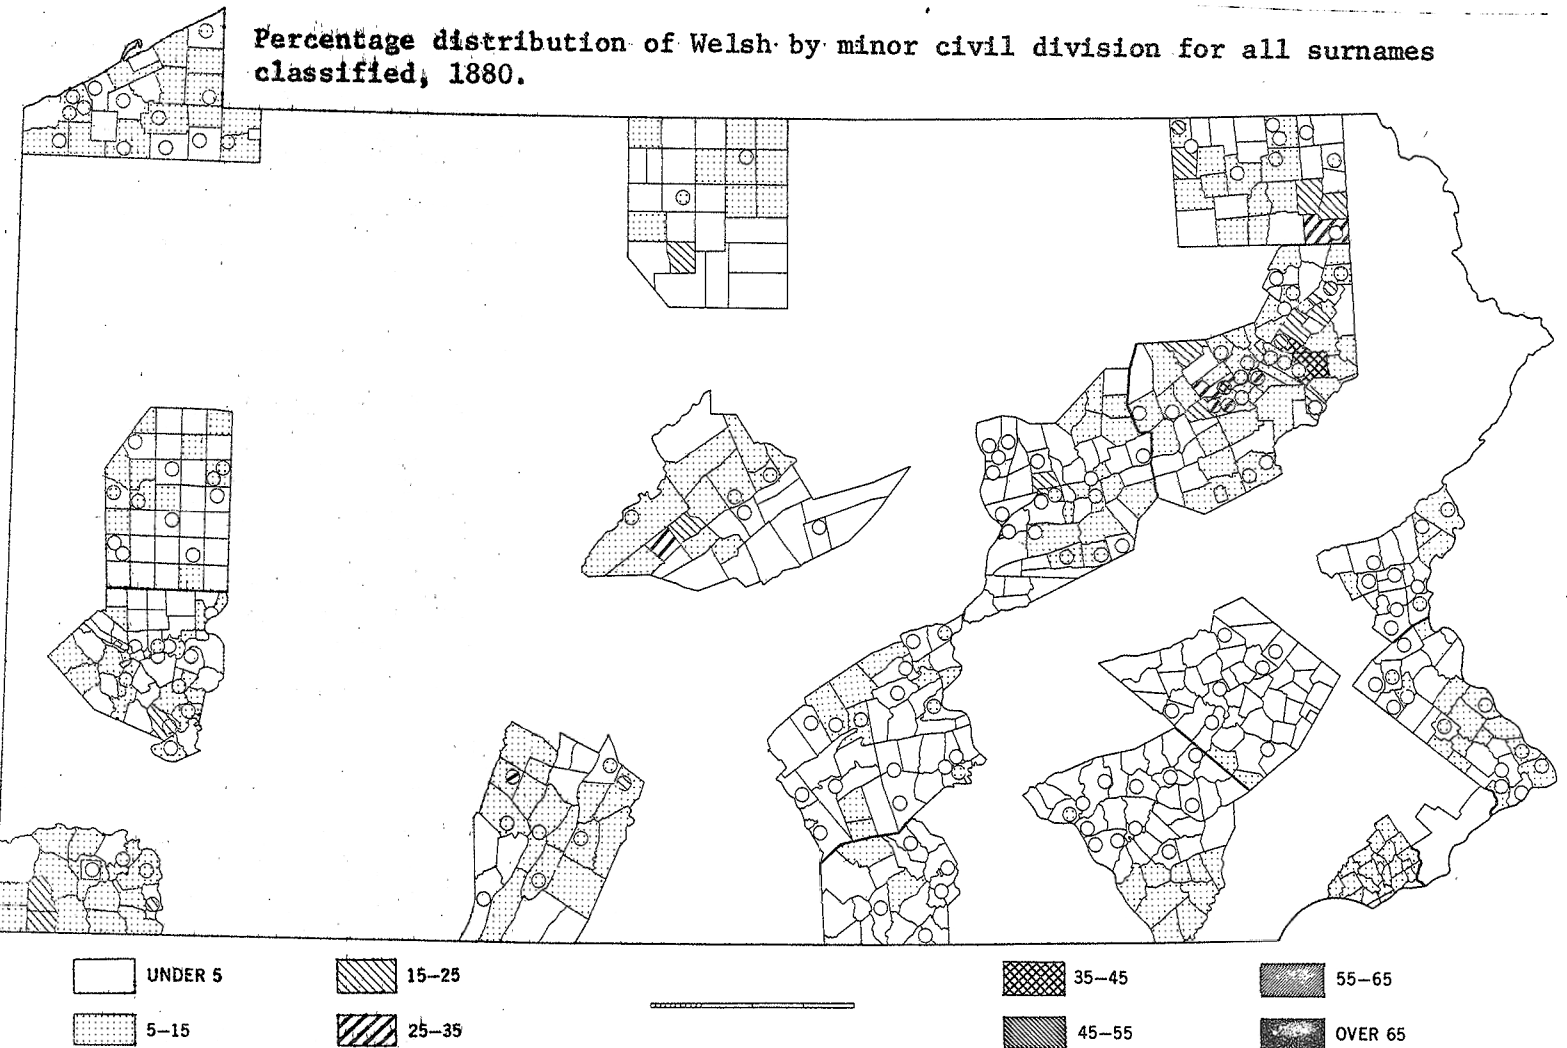 Percentage distribution of Welsh by minor civil division for all surnames
classified, 1880.
UNDER 5
15–25
35–45
55–65
5–15
25–35
45–55
OVER 65